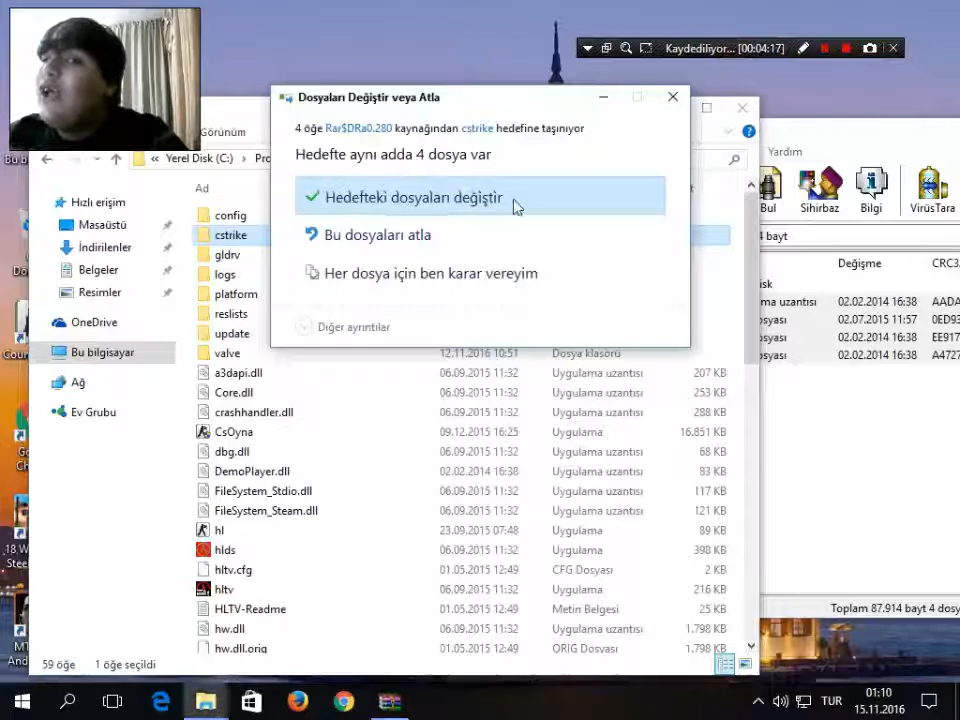 Kaydediliyor... [00:04:17]
Dosyaları Değiştir veya Atla
4 öğe Rar$DRa0.280 kaynağından cstrike hedefine taşınıyor
Hedefte aynı adda 4 dosya var
Hedefteki dosyaları değiştir
Bu dosyaları atla
Her dosya için ben karar vereyim
Diğer ayrıntılar
Görünüm
« Yerel Disk (C:) ›
Hızlı erişim
Masaüstü
İndirilenler
Belgeler
Resimler
OneDrive
Bu bilgisayar
Ağ
Ev Grubu
Ad
config
cstrike
gldrv
logs
platform
reslists
update
valve 12.11.2016 10:51 Dosya klasörü
a3dapi.dll 06.09.2015 11:32 Uygulama uzantısı 207 KB
Core.dll 06.09.2015 11:32 Uygulama uzantısı 253 KB
crashhandler.dll 06.09.2015 11:32 Uygulama uzantısı 288 KB
CsOyna 09.12.2015 16:25 Uygulama 16.851 KB
dbg.dll 06.09.2015 11:32 Uygulama uzantısı 68 KB
DemoPlayer.dll 02.02.2014 16:38 Uygulama uzantısı 83 KB
FileSystem_Stdio.dll 06.09.2015 11:32 Uygulama uzantısı 117 KB
FileSystem_Steam.dll 06.09.2015 11:32 Uygulama uzantısı 121 KB
hl 23.09.2015 07:48 Uygulama 89 KB
hlds 06.09.2015 11:32 Uygulama 398 KB
hltv.cfg 01.05.2015 12:49 CFG Dosyası 2 KB
hltv 06.09.2015 11:32 Uygulama 216 KB
HLTV-Readme 01.05.2015 12:49 Metin Belgesi 25 KB
hw.dll 06.09.2015 11:32 Uygulama uzantısı 1.798 KB
hw.dll.orig 01.05.2015 12:49 ORIG Dosyası 1.798 KB
59 öğe 1 öğe seçildi
Yardım
Bul Sihirbaz Bilgi VirüsTara
4 bayt
Değişme CRC3
isk
ma uzantısı 02.02.2014 16:38 AADA
osyası 02.07.2015 11:57 0ED93
osyası 02.02.2014 16:38 EE917
osyası 02.02.2014 16:38 A4727
Toplam 87.914 bayt 4 dosy
TUR
01:10
15.11.2016